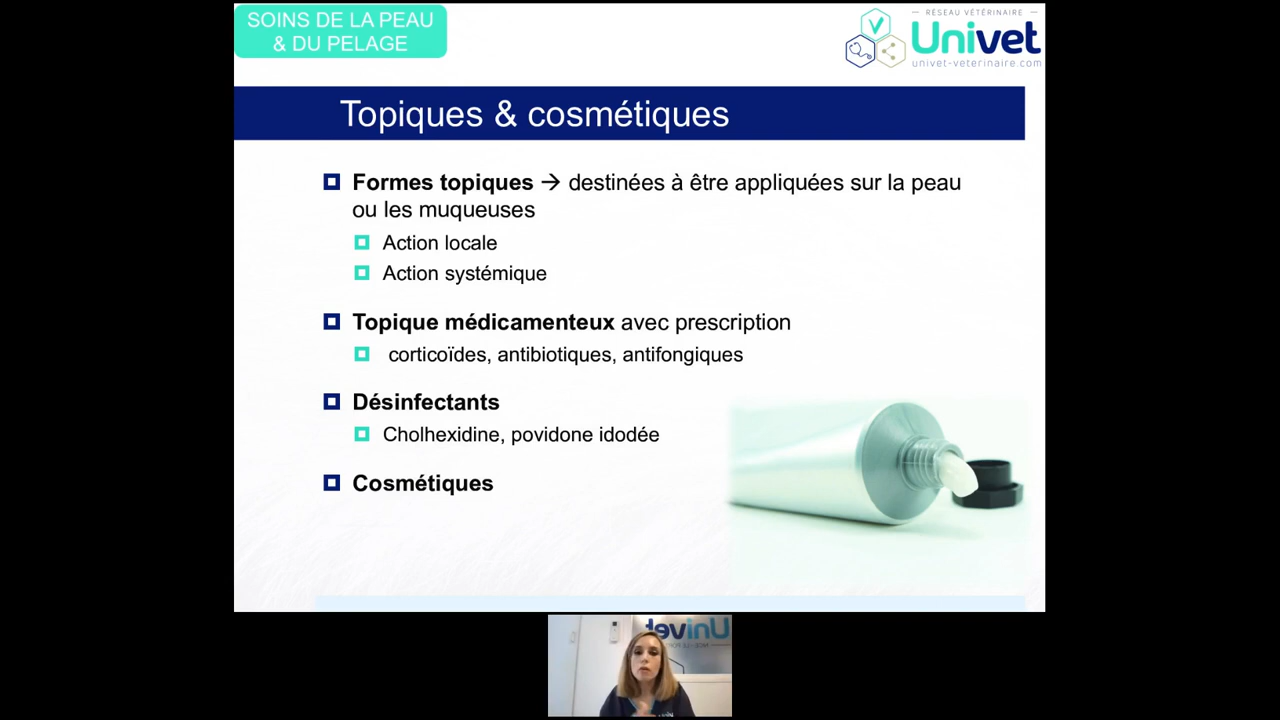 SOINS DE LA PEAU
& DU PELAGE
RÉSEAU VÉTÉRINAIRE
Univet
univet-veterinaire.com
Topiques & cosmétiques
Formes topiques → destinées à être appliquées sur la peau
ou les muqueuses
Action locale
Action systémique
Topique médicamenteux avec prescription
corticoïdes, antibiotiques, antifongiques
Désinfectants
Cholhexidine, povidone idodée
Cosmétiques
Univet